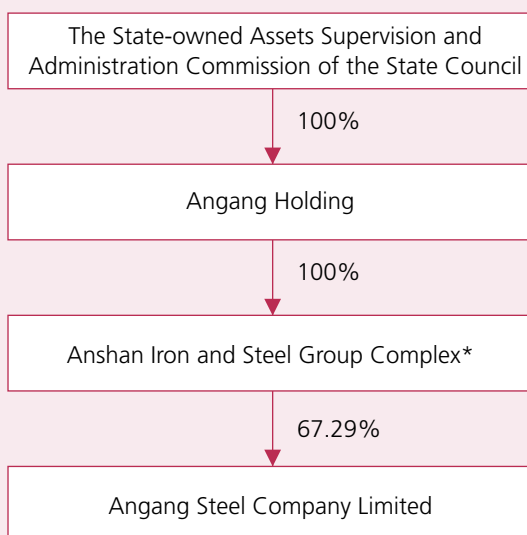 The State-owned Assets Supervision and
Administration Commission of the State Council
100%
Angang Holding
100%
Anshan Iron and Steel Group Complex*
67.29%
Angang Steel Company Limited